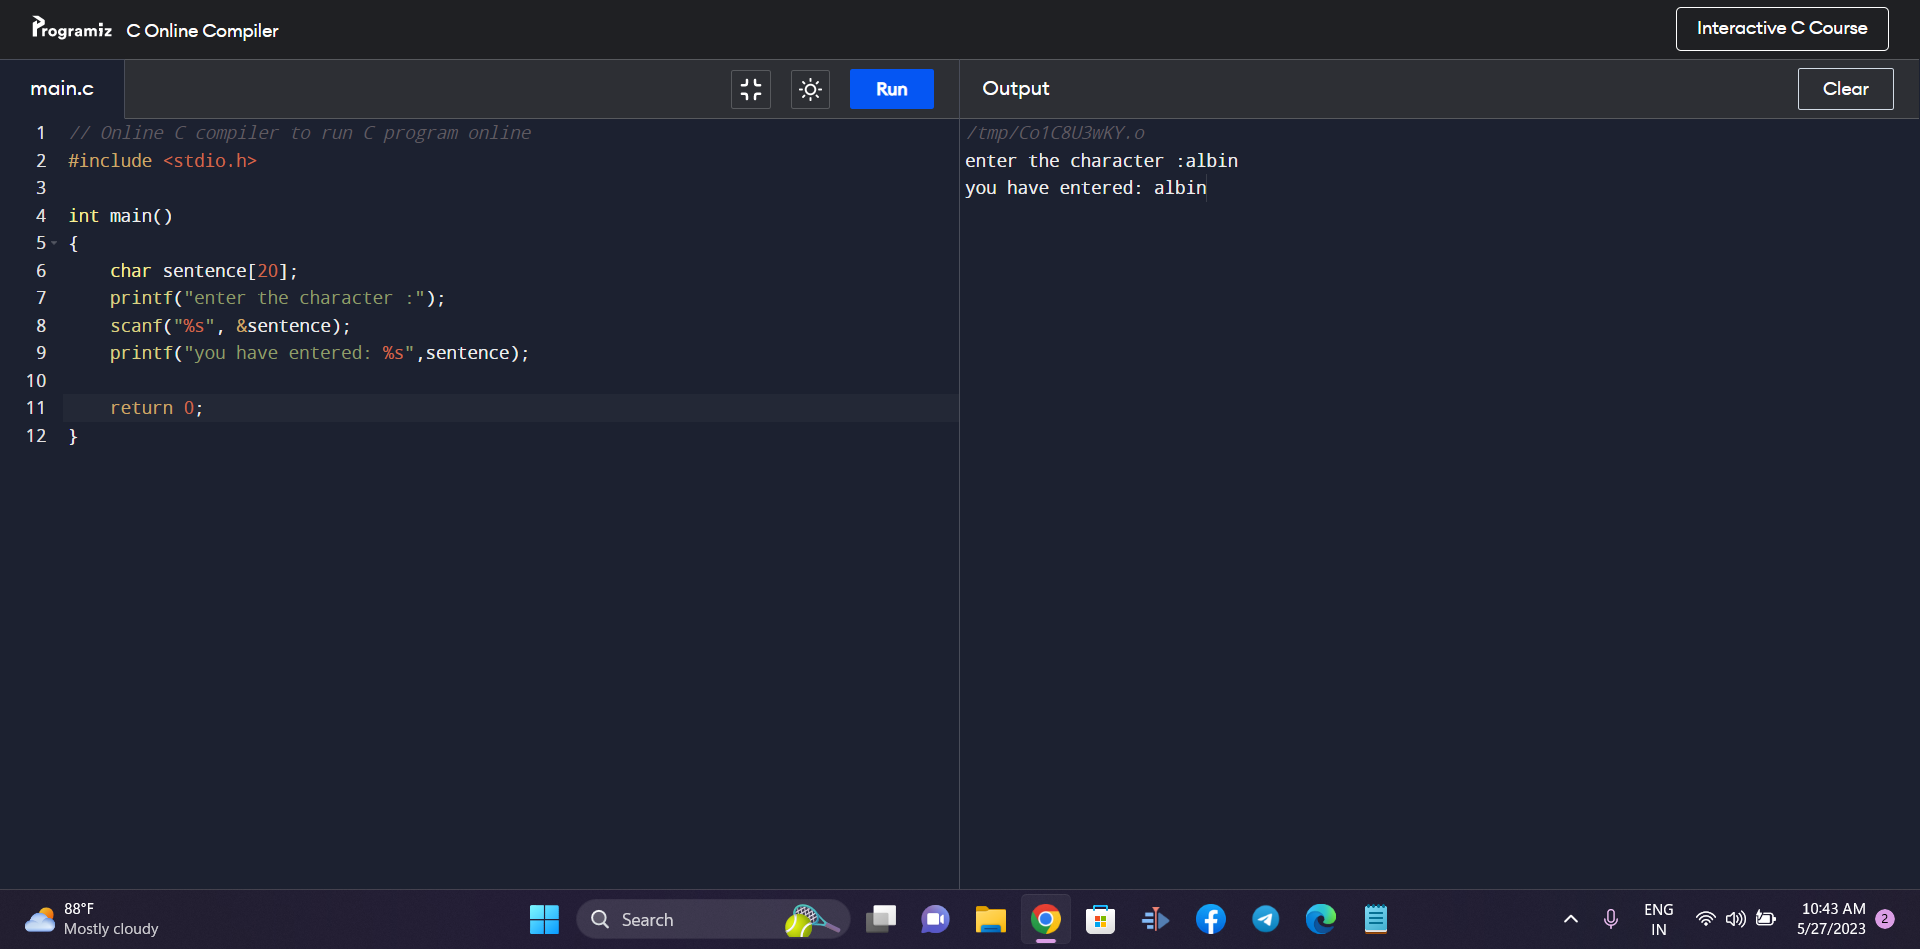 Programiz C Online Compiler
Interactive C Course
main.c
Run
Output
Clear
1 // Online C compiler to run C program online
2 #include <stdio.h>
3
4 int main()
5 {
6 char sentence[20];
7 printf("enter the character :");
8 scanf("%s", &sentence);
9 printf("you have entered: %s",sentence);
10
11 return 0;
12 }
/tmp/Co1C8U3wKY.o
enter the character :albin
you have entered: albin
88°F
Mostly cloudy
Search
ENG
IN
10:43 AM
5/27/2023
2